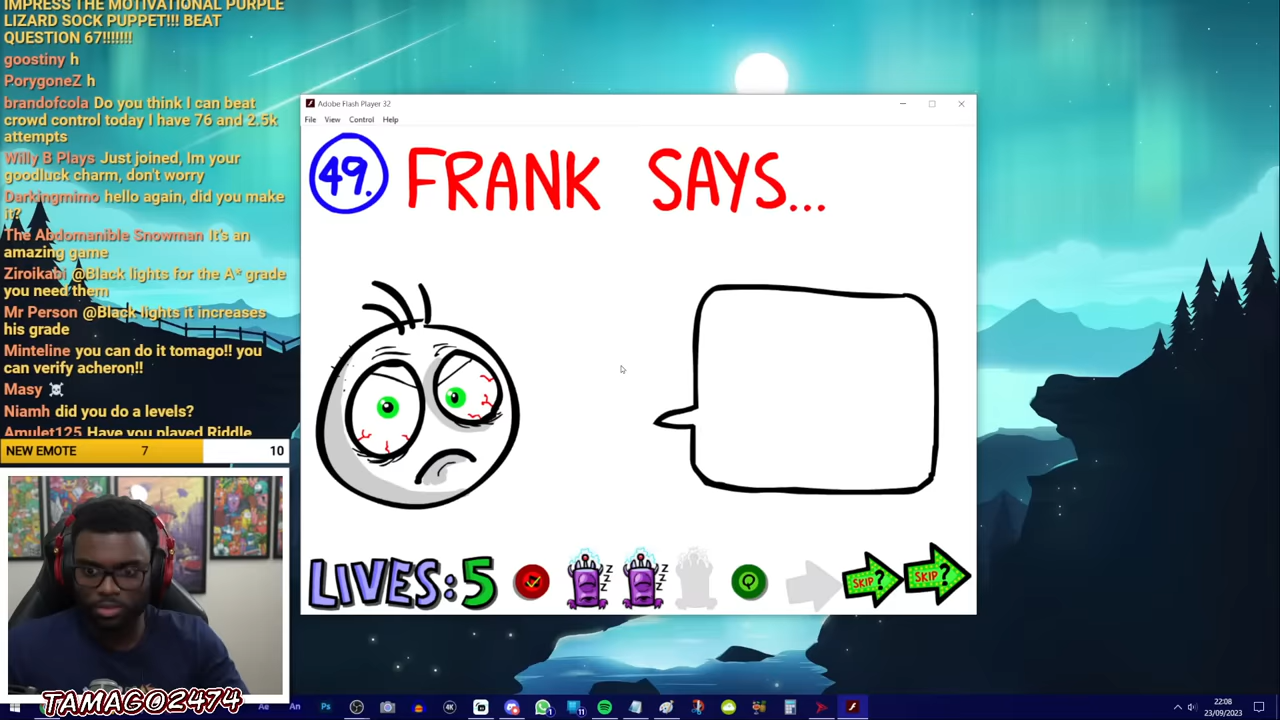 IMPRESS THE MOTIVATIONAL PURPLE
LIZARD SOCK PUPPET!!! BEAT
QUESTION 67!!!!!!!
goostiny h
PorygoneZ h
brandofcola Do you think I can beat
crowd control today I have 76 and 2.5k
attempts
Willy B Plays Just joined, Im your
goodluck charm, don't worry
Darkingmimo hello again, did you make
it?
The Abdomanible Snowman It's an
amazing game
Ziroikabi @Black lights for the A* grade
you need them
Mr Person @Black lights it increases
his grade
Minteline you can do it tomago!! you
can verify acheron!!
Masy ☠️
Niamh did you do a levels?
Amulet125 Have you played Riddle
NEW EMOTE 7 10
TAMAGO2474
Adobe Flash Player 32
File View Control Help
49. FRANK SAYS...
LIVES:5
z z z
z z z
SKIP?
SKIP?
Ae An Ps 4K 1 11
22:08
23/09/2023